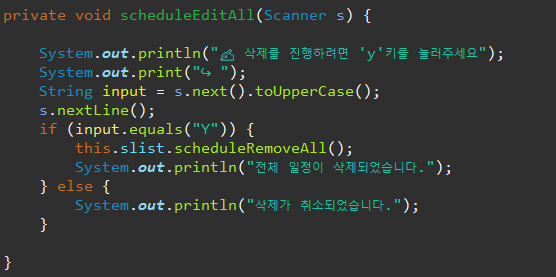 private void scheduleEditAll(Scanner s) {
System.out.println("✍ 삭제를 진행하려면 'y'키를 눌러주세요");
System.out.print("↪ ");
String input = s.next().toUpperCase();
s.nextLine();
if (input.equals("Y")) {
this.slist.scheduleRemoveAll();
System.out.println("전체 일정이 삭제되었습니다.");
} else {
System.out.println("삭제가 취소되었습니다.");
}
}